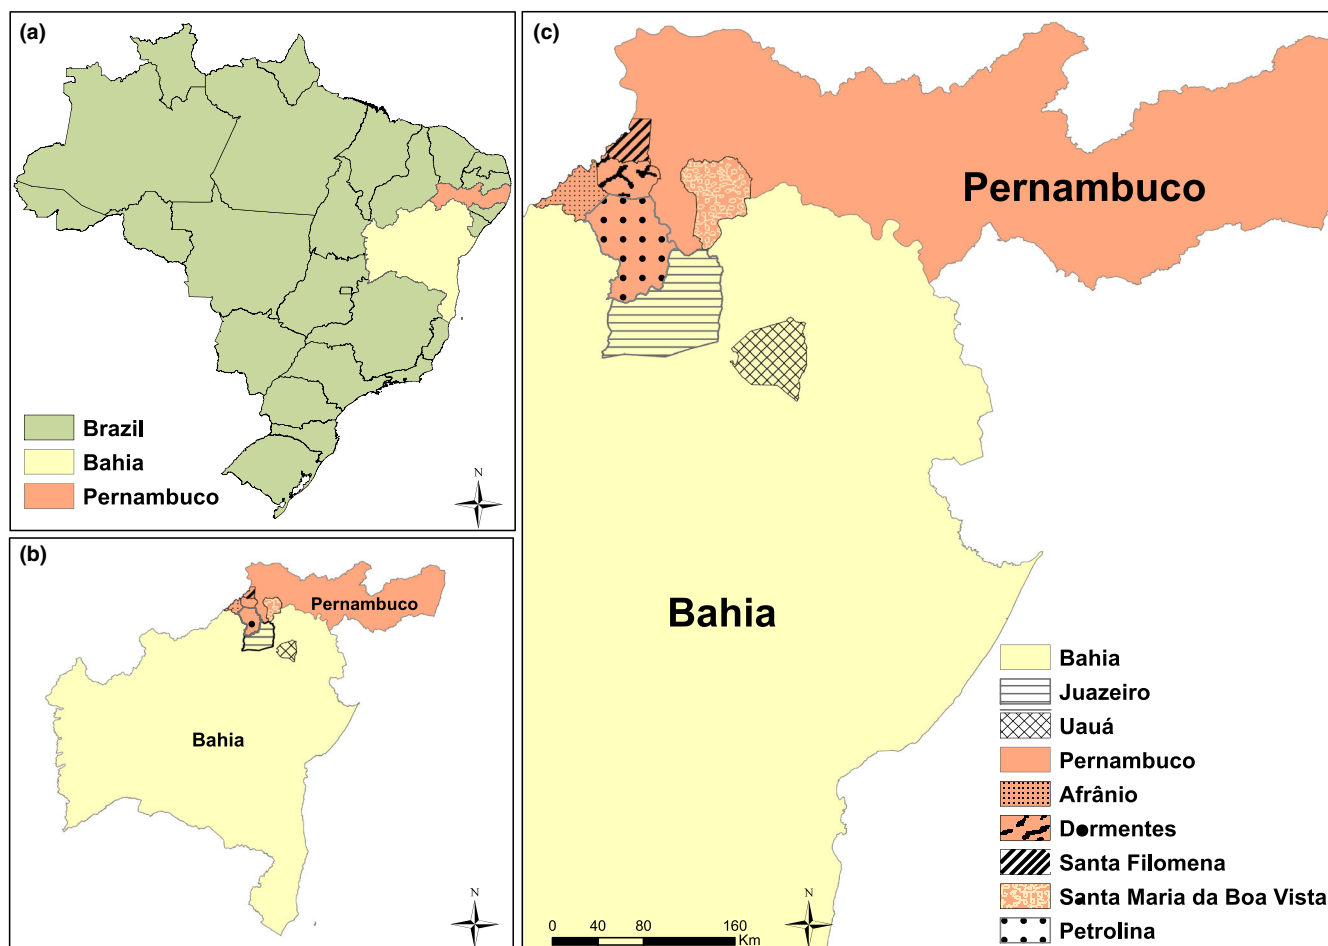 (a)
Brazil
Bahia
Pernambuco
N
(b)
Pernambuco
Bahia
N
(c)
Pernambuco
Bahia
Bahia
Juazeiro
Uauá
Pernambuco
Afrânio
Dormentes
Santa Filomena
Santa Maria da Boa Vista
Petrolina
N
0 40 80 160
Km